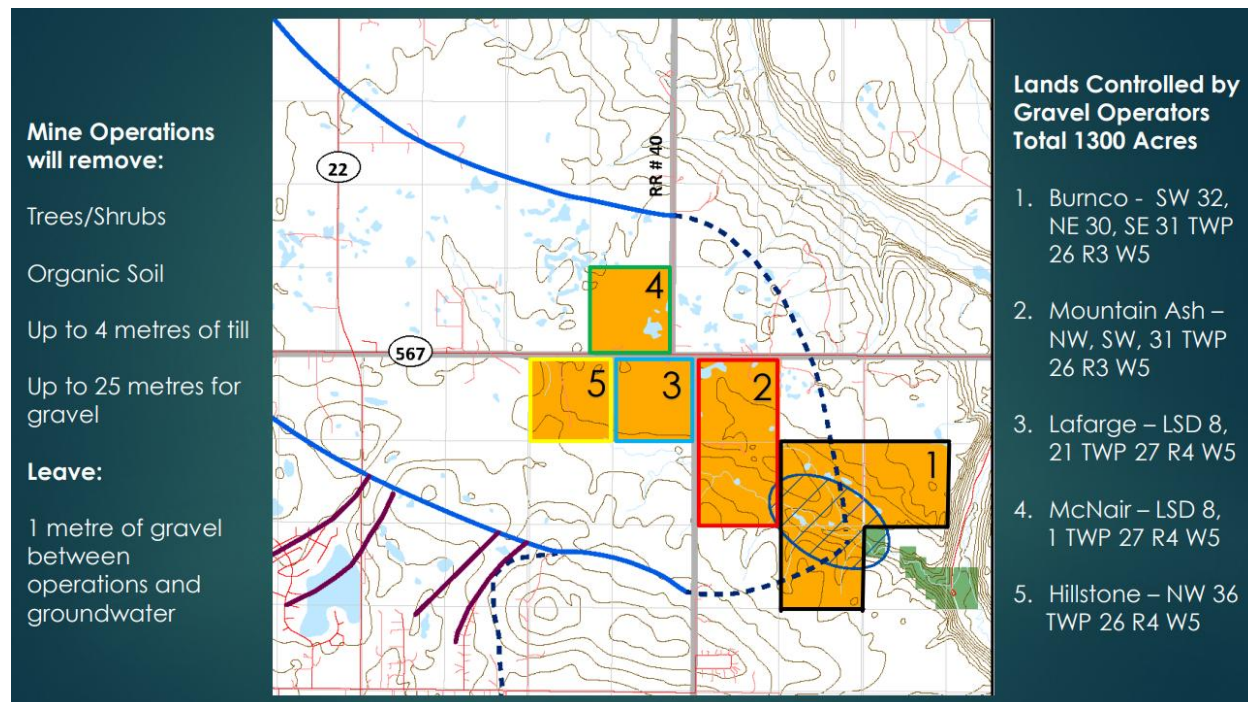 Mine Operations
will remove:
Trees/Shrubs
Organic Soil
Up to 4 metres of till
Up to 25 metres for
gravel
Leave:
1 metre of gravel
between
operations and
groundwater
22
RR # 40
567
4
5
3
2
1
Lands Controlled by
Gravel Operators
Total 1300 Acres
1. Burnco - SW 32,
NE 30, SE 31 TWP
26 R3 W5
2. Mountain Ash –
NW, SW, 31 TWP
26 R3 W5
3. Lafarge – LSD 8,
21 TWP 27 R4 W5
4. McNair – LSD 8,
1 TWP 27 R4 W5
5. Hillstone – NW 36
TWP 26 R4 W5